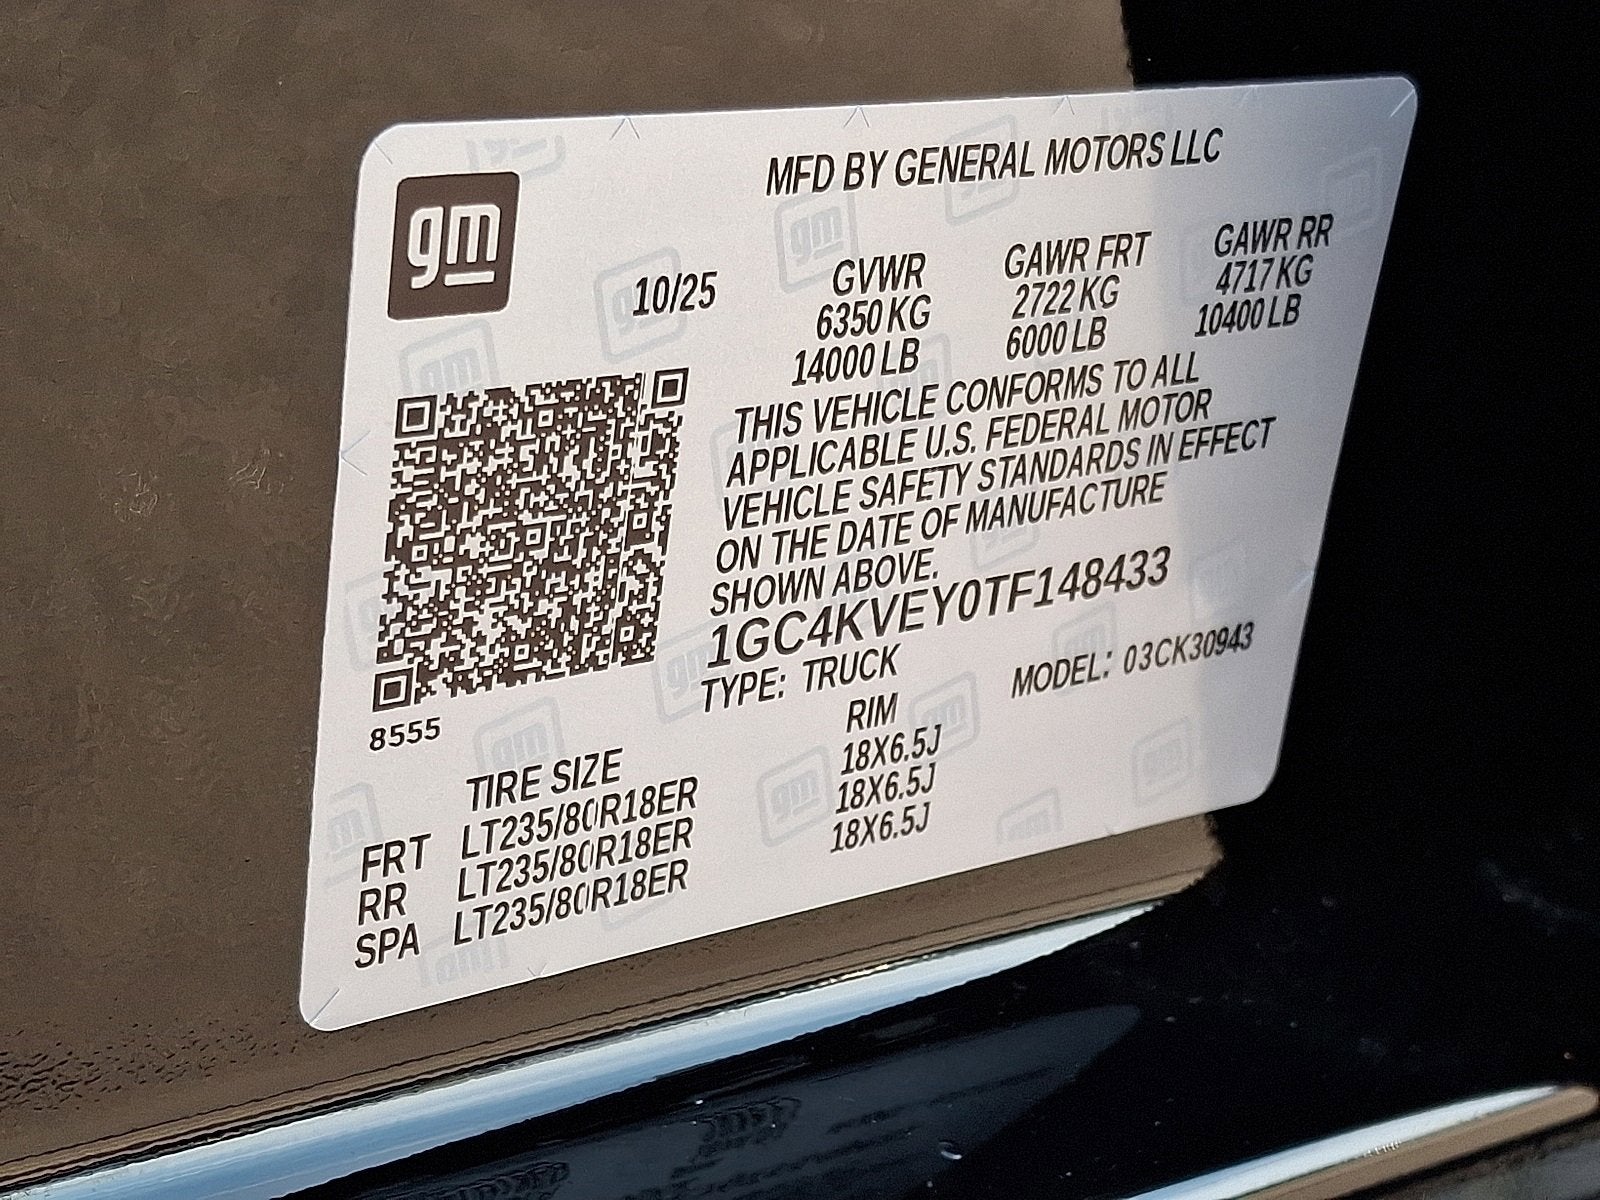 gm
MFD BY GENERAL MOTORS LLC
10/25
GVWR GAWR FRT GAWR RR
6350 KG 2722 KG 4717 KG
14000 LB 6000 LB 10400 LB
THIS VEHICLE CONFORMS TO ALL
APPLICABLE U.S. FEDERAL MOTOR
VEHICLE SAFETY STANDARDS IN EFFECT
ON THE DATE OF MANUFACTURE
SHOWN ABOVE.
1GC4KVEY0TF148433
TYPE: TRUCK MODEL: 03CK30943
8555
TIRE SIZE RIM
FRT LT235/80R18ER 18X6.5J
RR LT235/80R18ER 18X6.5J
SPA LT235/80R18ER 18X6.5J